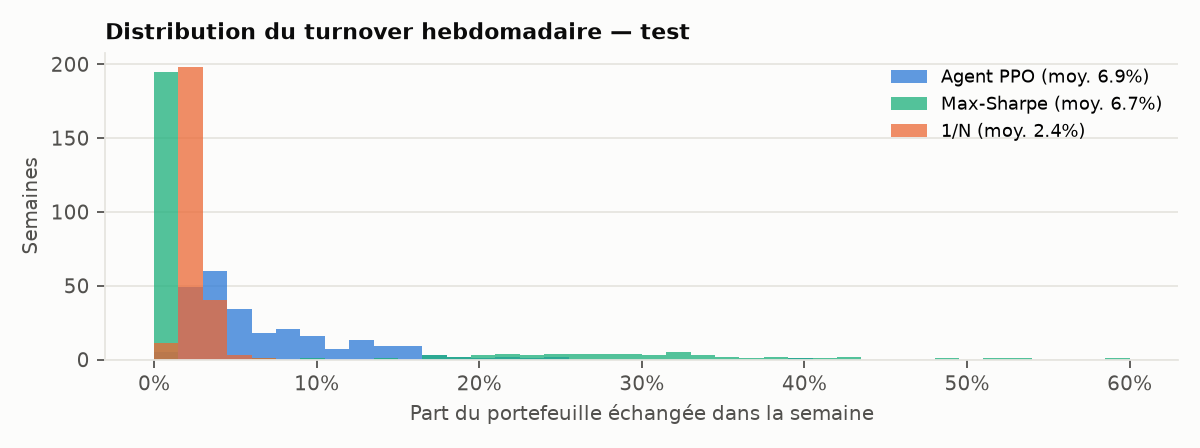 Distribution du turnover hebdomadaire — test
Semaines
200
150
100
50
0
Agent PPO (moy. 6.9%)
Max-Sharpe (moy. 6.7%)
1/N (moy. 2.4%)
0%
10%
20%
30%
40%
50%
60%
Part du portefeuille échangée dans la semaine